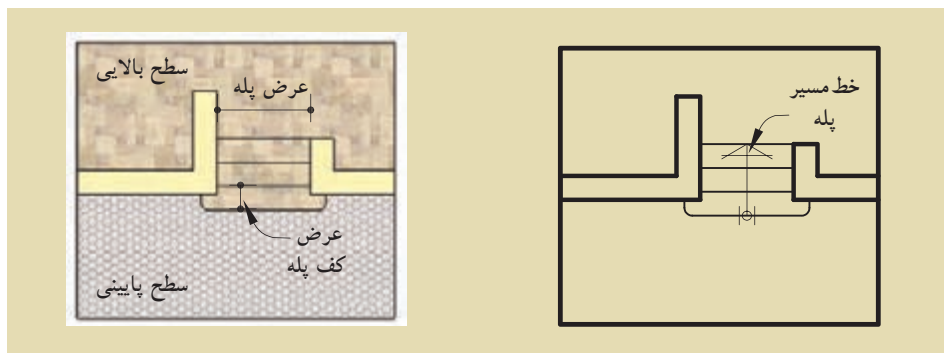 خط مسیر
پله
سطح بالایی
عرض پله
عرض
کف پله
سطح پایینی